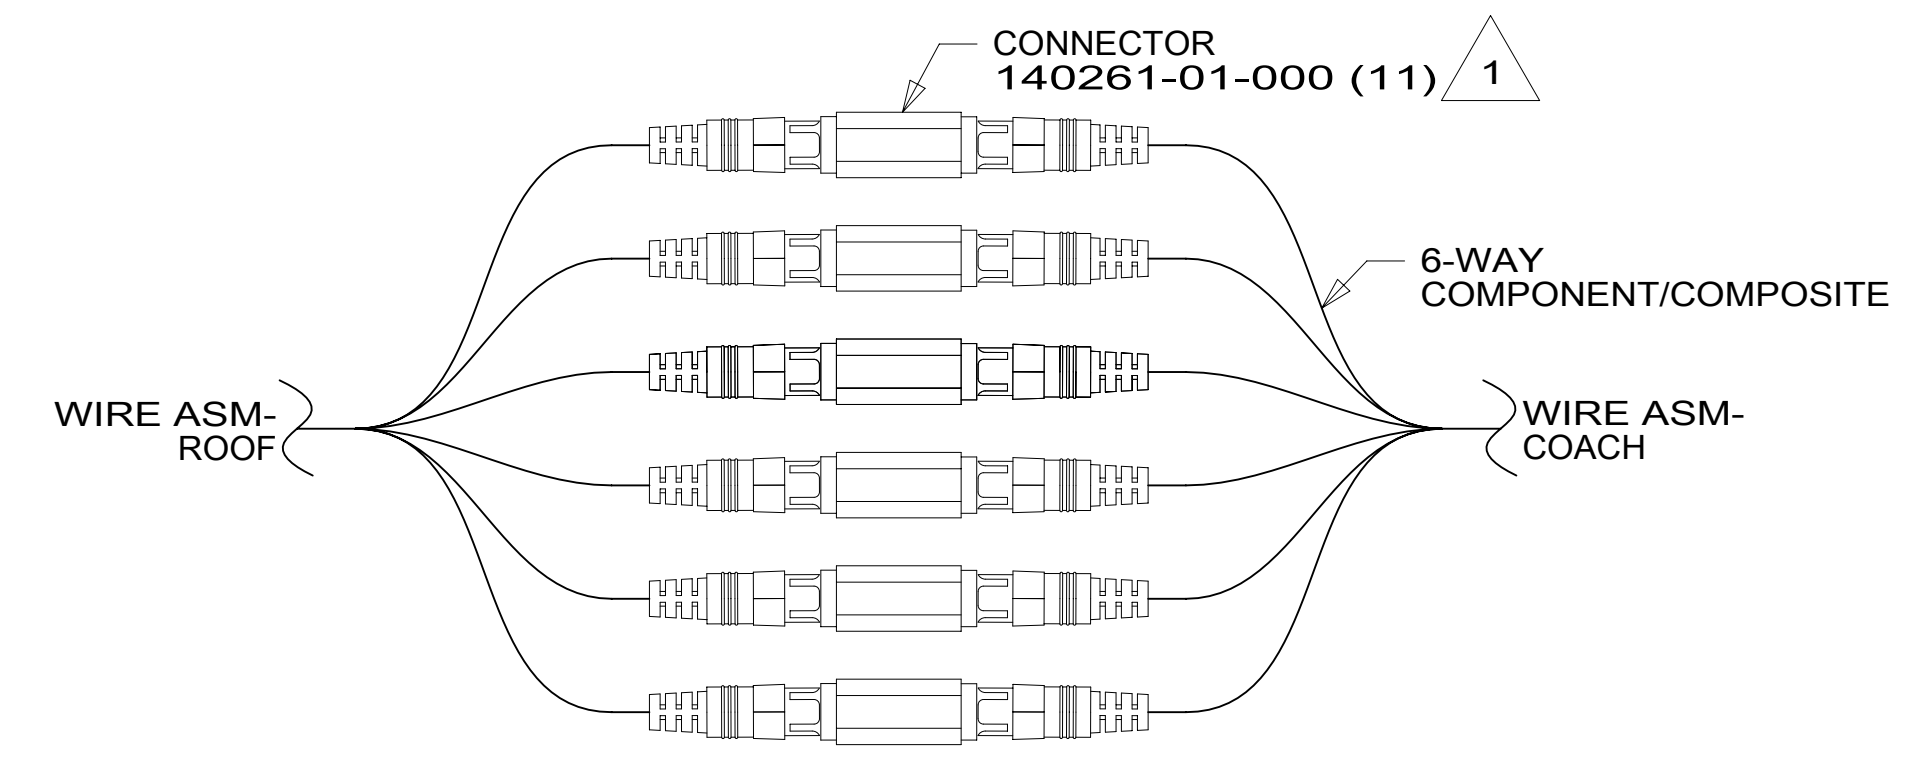 CONNECTOR
140261-01-000 (11)
1
6-WAY
COMPONENT/COMPOSITE
WIRE ASM-
ROOF
WIRE ASM-
COACH